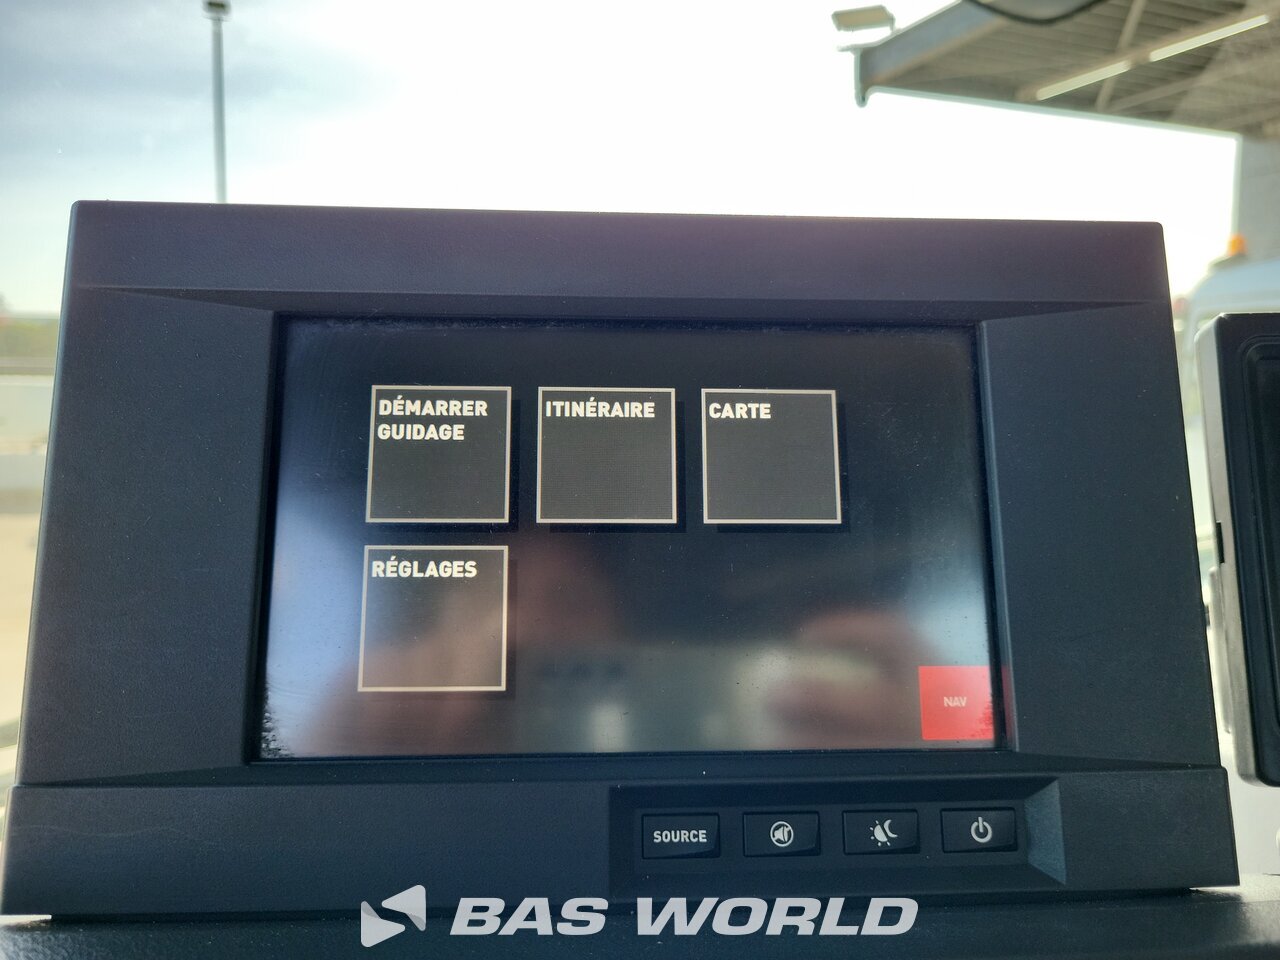 DÉMARRER
GUIDAGE
ITINÉRAIRE
CARTE
RÉGLAGES
NAV
SOURCE
BAS WORLD